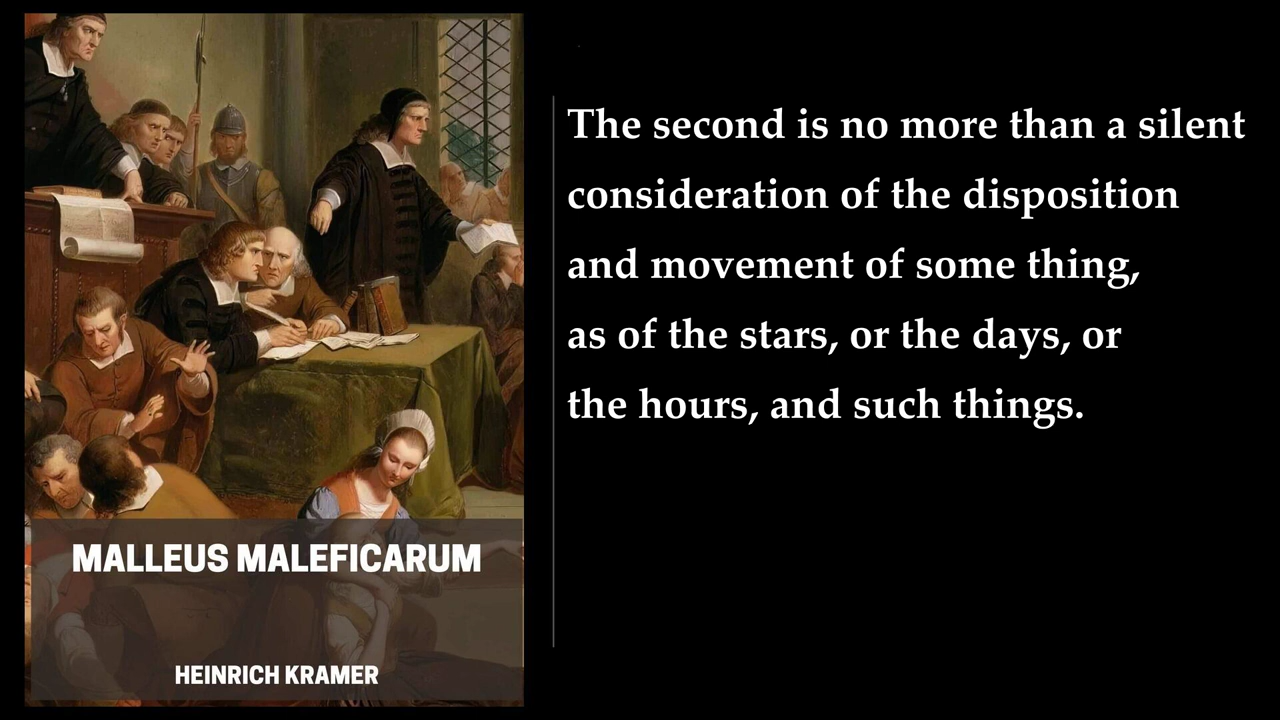 The second is no more than a silent
consideration of the disposition
and movement of some thing,
as of the stars, or the days, or
the hours, and such things.
MALLEUS MALEFICARUM
HEINRICH KRAMER